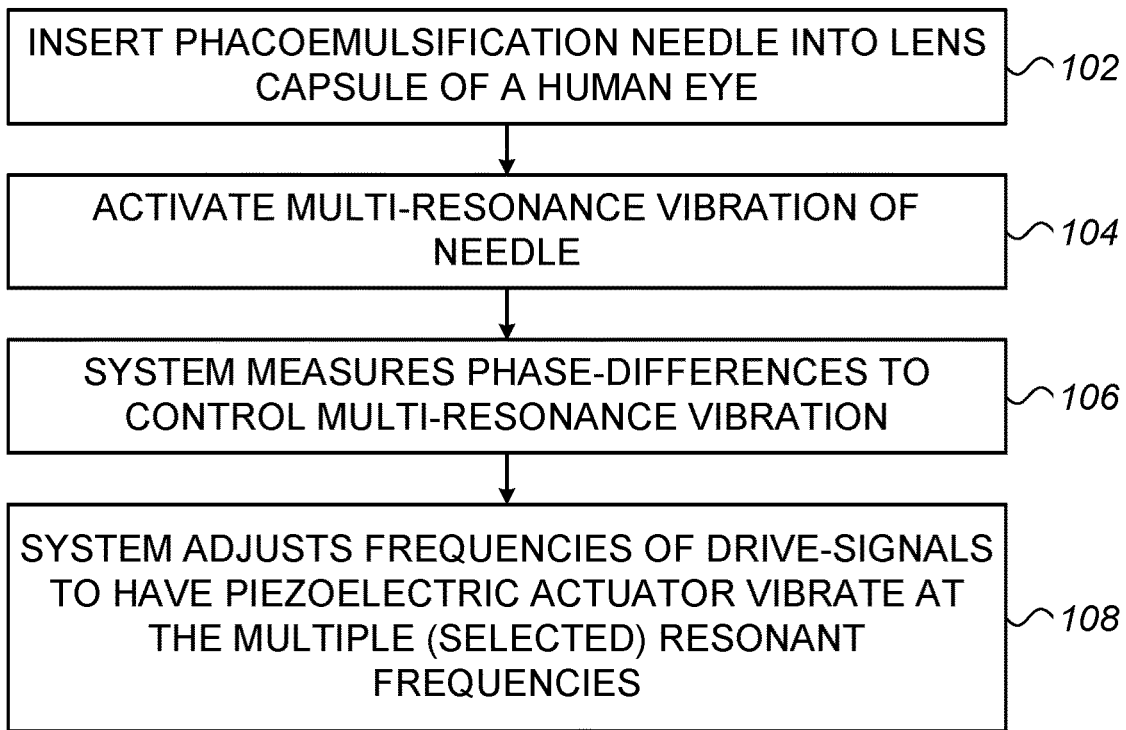 INSERT PHACOEMULSIFICATION NEEDLE INTO LENS
CAPSULE OF A HUMAN EYE
102
ACTIVATE MULTI-RESONANCE VIBRATION OF
NEEDLE
104
SYSTEM MEASURES PHASE-DIFFERENCES TO
CONTROL MULTI-RESONANCE VIBRATION
106
SYSTEM ADJUSTS FREQUENCIES OF DRIVE-SIGNALS
TO HAVE PIEZOELECTRIC ACTUATOR VIBRATE AT
THE MULTIPLE (SELECTED) RESONANT
FREQUENCIES
108